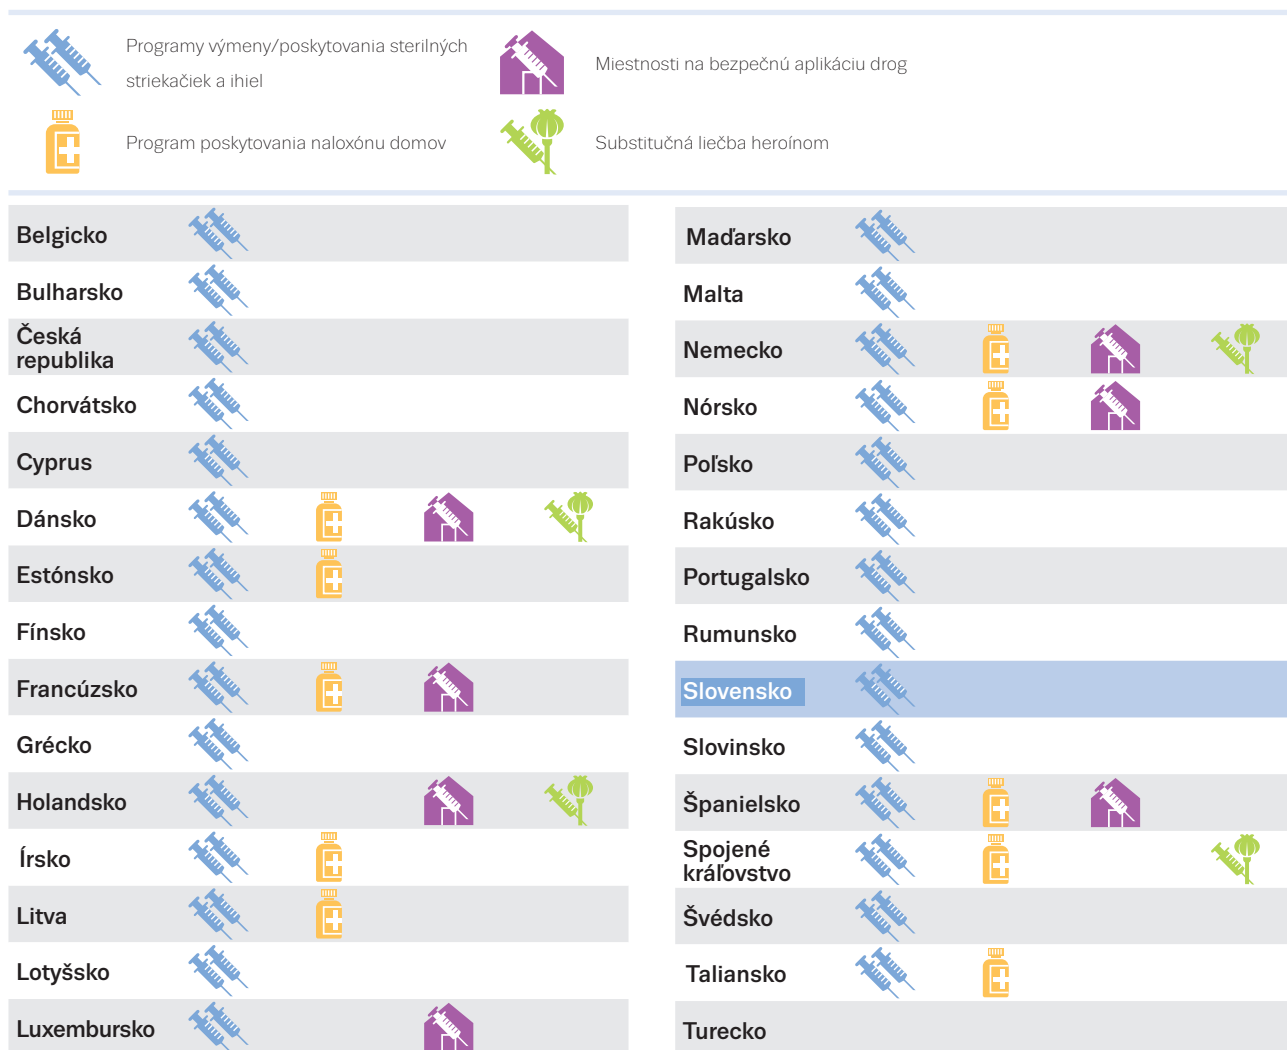 Programy výmeny/poskytovania sterilných
striekačiek a ihiel
Miestnosti na bezpečnú aplikáciu drog
Program poskytovania naloxónu domov
Substitučná liečba heroínom
Belgicko
Bulharsko
Česká
republika
Chorvátsko
Cyprus
Dánsko
Estónsko
Fínsko
Francúzsko
Grécko
Holandsko
Írsko
Litva
Lotyšsko
Luxembursko
Maďarsko
Malta
Nemecko
Nórsko
Poľsko
Rakúsko
Portugalsko
Rumunsko
Slovensko
Slovinsko
Španielsko
Spojené
kráľovstvo
Švédsko
Taliansko
Turecko